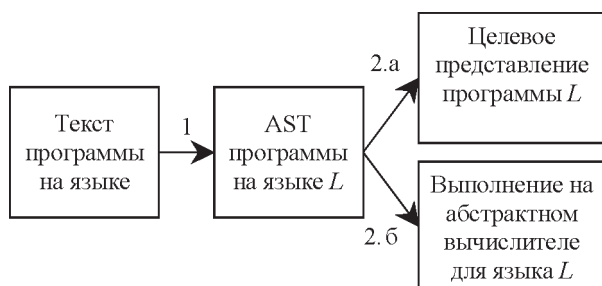 Текст
программы
на языке
1
AST
программы
на языке L
2.а
Целевое
представление
программы L
2.б
Выполнение на
абстрактном
вычислителе
для языка L